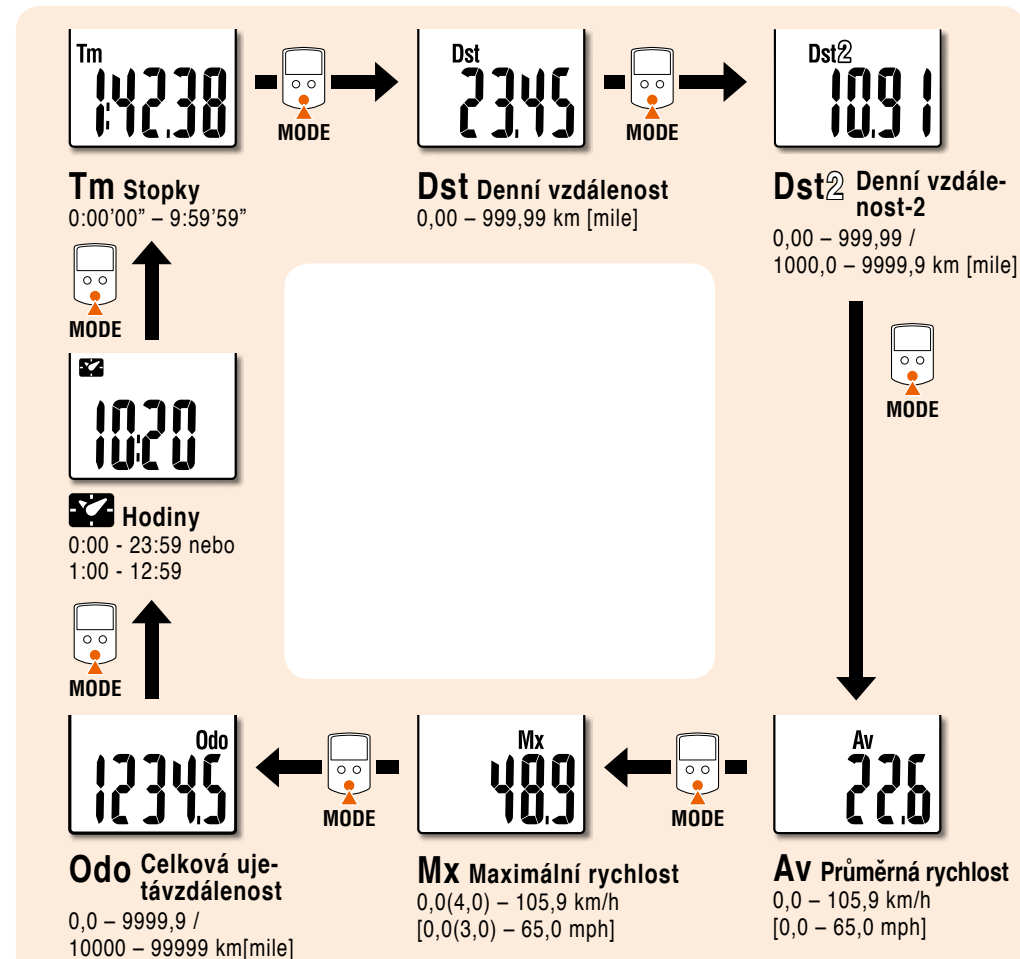 Tm
1:42.38
MODE
Dst
23.45
MODE
Dst2
10.91
Tm Stopky
0:00’00” – 9:59’59”
Dst Denní vzdálenost
0,00 – 999,99 km [mile]
Dst2 Denní vzdále-
nost-2
0,00 – 999,99 /
1000,0 – 9999,9 km [mile]
MODE
MODE
10:20
Hodiny
0:00 - 23:59 nebo
1:00 - 12:59
MODE
Odo
1234.5
MODE
Mx
48.9
MODE
Av
22.6
Odo Celková uje-
távzdálenost
0,0 – 9999,9 /
10000 – 99999 km[mile]
Mx Maximální rychlost
0,0(4,0) – 105,9 km/h
[0,0(3,0) – 65,0 mph]
Av Průměrná rychlost
0,0 – 105,9 km/h
[0,0 – 65,0 mph]